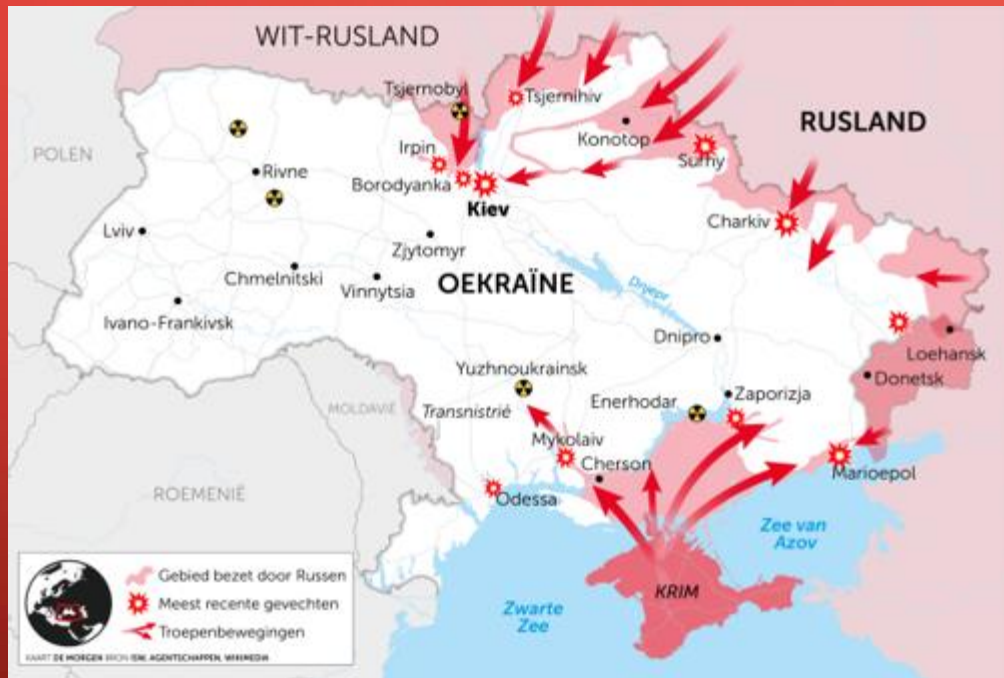 WIT-RUSLAND
Tsjernobyl
Tsjernihiv
RUSLAND
Konotop
POLEN
Irpin
Sumy
Rivne
Borodyanka
Kiev
Charkiv
Lviv
Zjytomyr
Chmelnitski
Vinnytsia
OEKRAÏNE
Dnjepr
Ivano-Frankivsk
Dnipro
Loehansk
Yuzhnoukrainsk
Donetsk
Enerhodar
Zaporizja
MOLDAVIË
Transnistrië
Mykolaiv
Cherson
Marioepol
ROEMENIË
Odessa
Zee van
Azov
Gebied bezet door Russen
KRIM
Meest recente gevechten
Zwarte
Zee
Troepenbewegingen
KAART DE MORGEN BRON ISW, AGENTSCHAPPEN, WIKIMEDIA